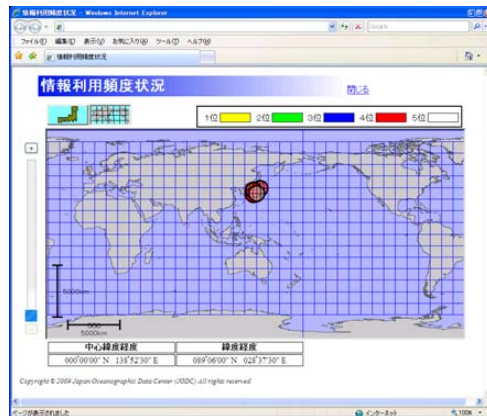 情報利用頻度状況 - Windows Internet Explorer
Google
ファイル(F) 編集(E) 表示(V) お気に入り(A) ツール(T) ヘルプ(H)
情報利用頻度状況
情報利用頻度状況
閉じる
1位 2位 3位 4位 5位
5000km
5000km
中心緯度経度 緯度経度
000°00'00" N 138°52'30" E 089°06'00" N 028°37'30" E
Copyright © 2009 Japan Oceanographic Data Center (JODC) All rights reserved
ページが表示されました
インターネット
100%